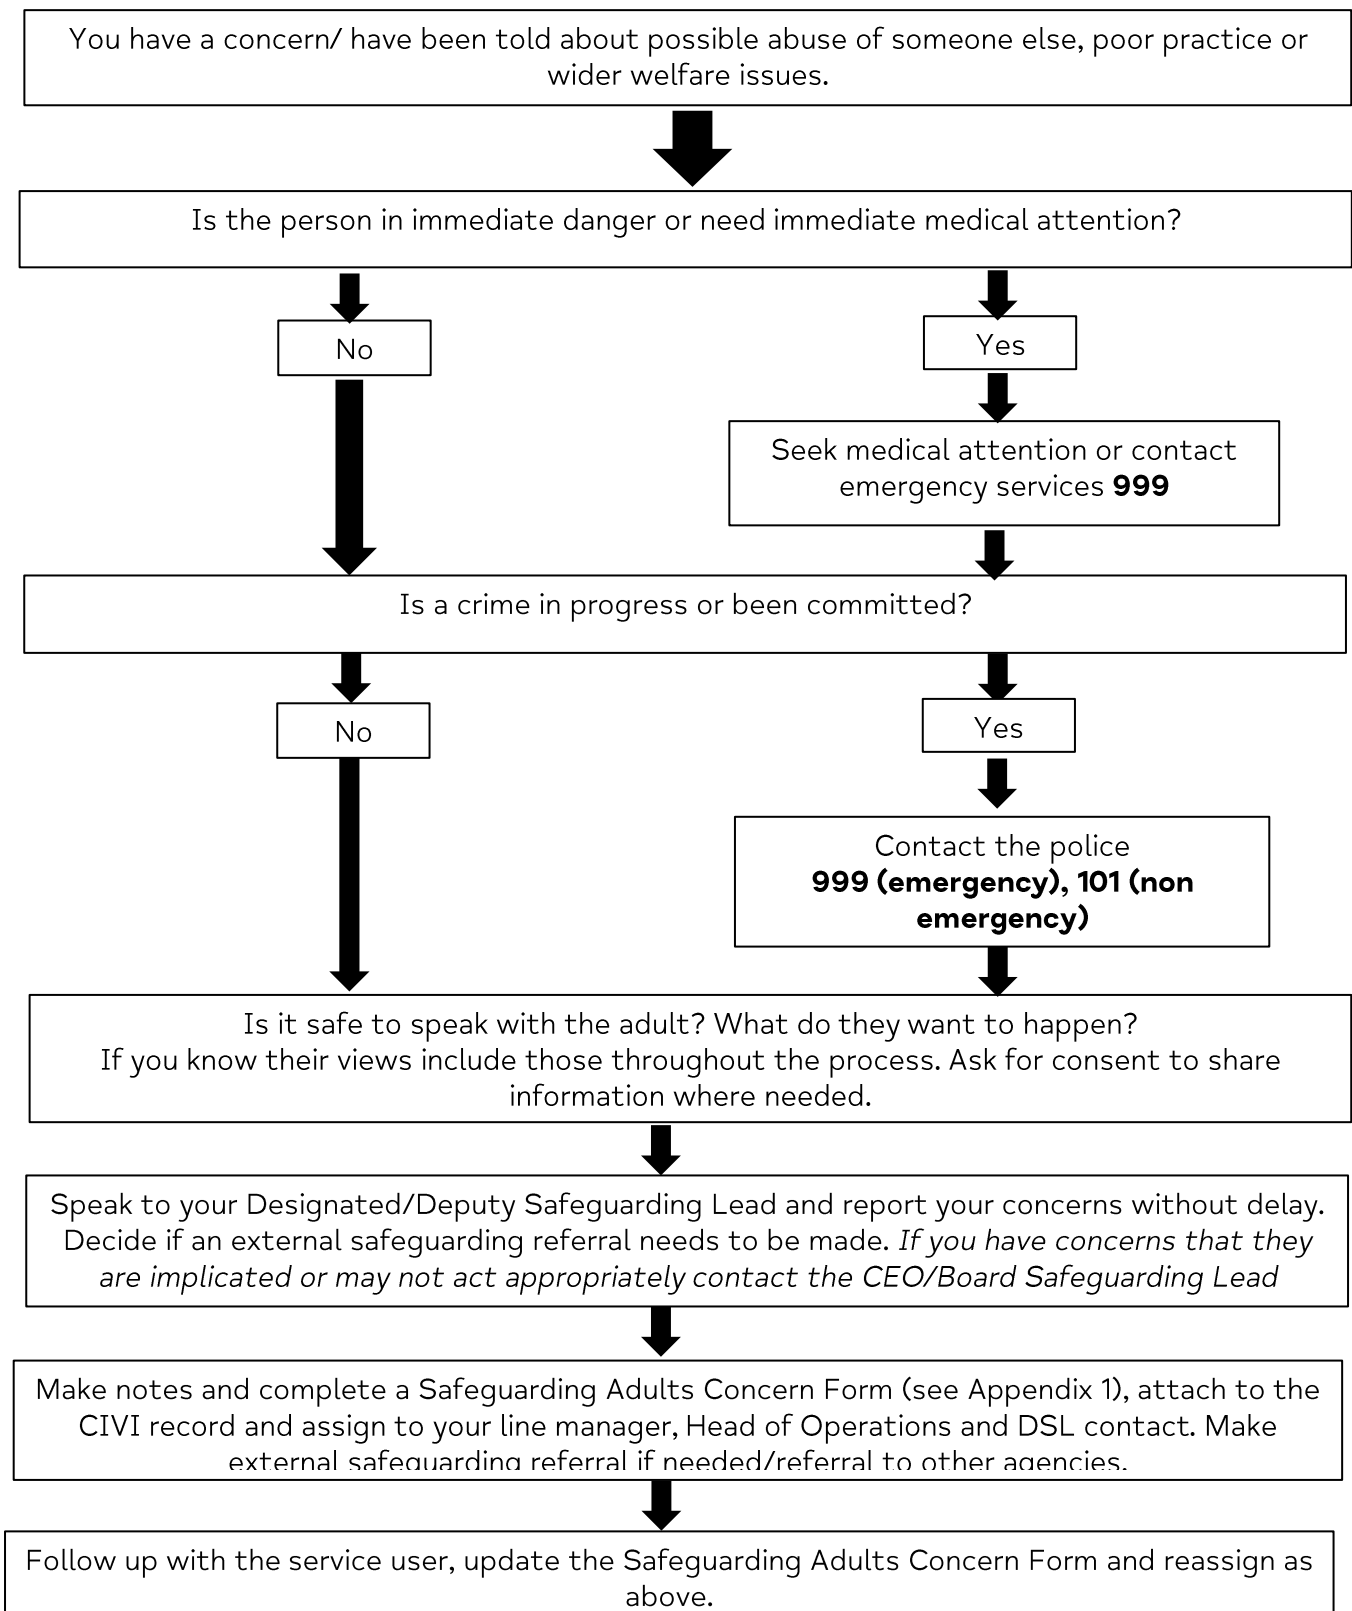 You have a concern/ have been told about possible abuse of someone else, poor practice or
wider welfare issues.
Is the person in immediate danger or need immediate medical attention?
No
Yes
Seek medical attention or contact
emergency services 999
Is a crime in progress or been committed?
No
Yes
Contact the police
999 (emergency), 101 (non
emergency)
Is it safe to speak with the adult? What do they want to happen?
If you know their views include those throughout the process. Ask for consent to share
information where needed.
Speak to your Designated/Deputy Safeguarding Lead and report your concerns without delay.
Decide if an external safeguarding referral needs to be made. If you have concerns that they
are implicated or may not act appropriately contact the CEO/Board Safeguarding Lead
Make notes and complete a Safeguarding Adults Concern Form (see Appendix 1), attach to the
CIVI record and assign to your line manager, Head of Operations and DSL contact. Make
external safeguarding referral if needed/referral to other agencies.
Follow up with the service user, update the Safeguarding Adults Concern Form and reassign as
above.